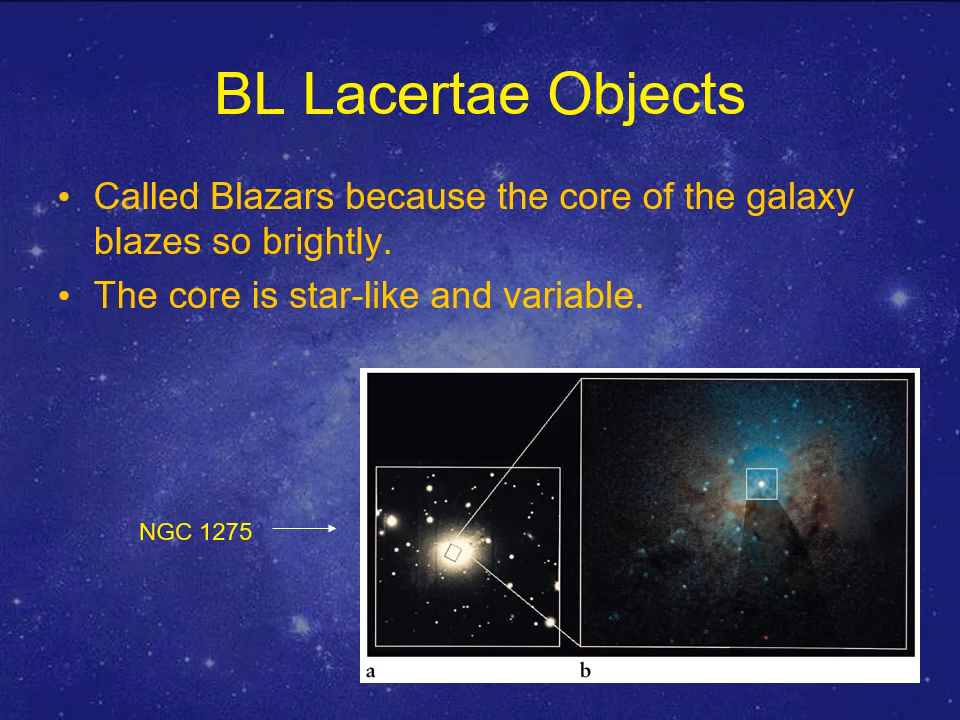 BL Lacertae Objects
• Called Blazars because the core of the galaxy
blazes so brightly.
• The core is star-like and variable.
NGC 1275
a
b